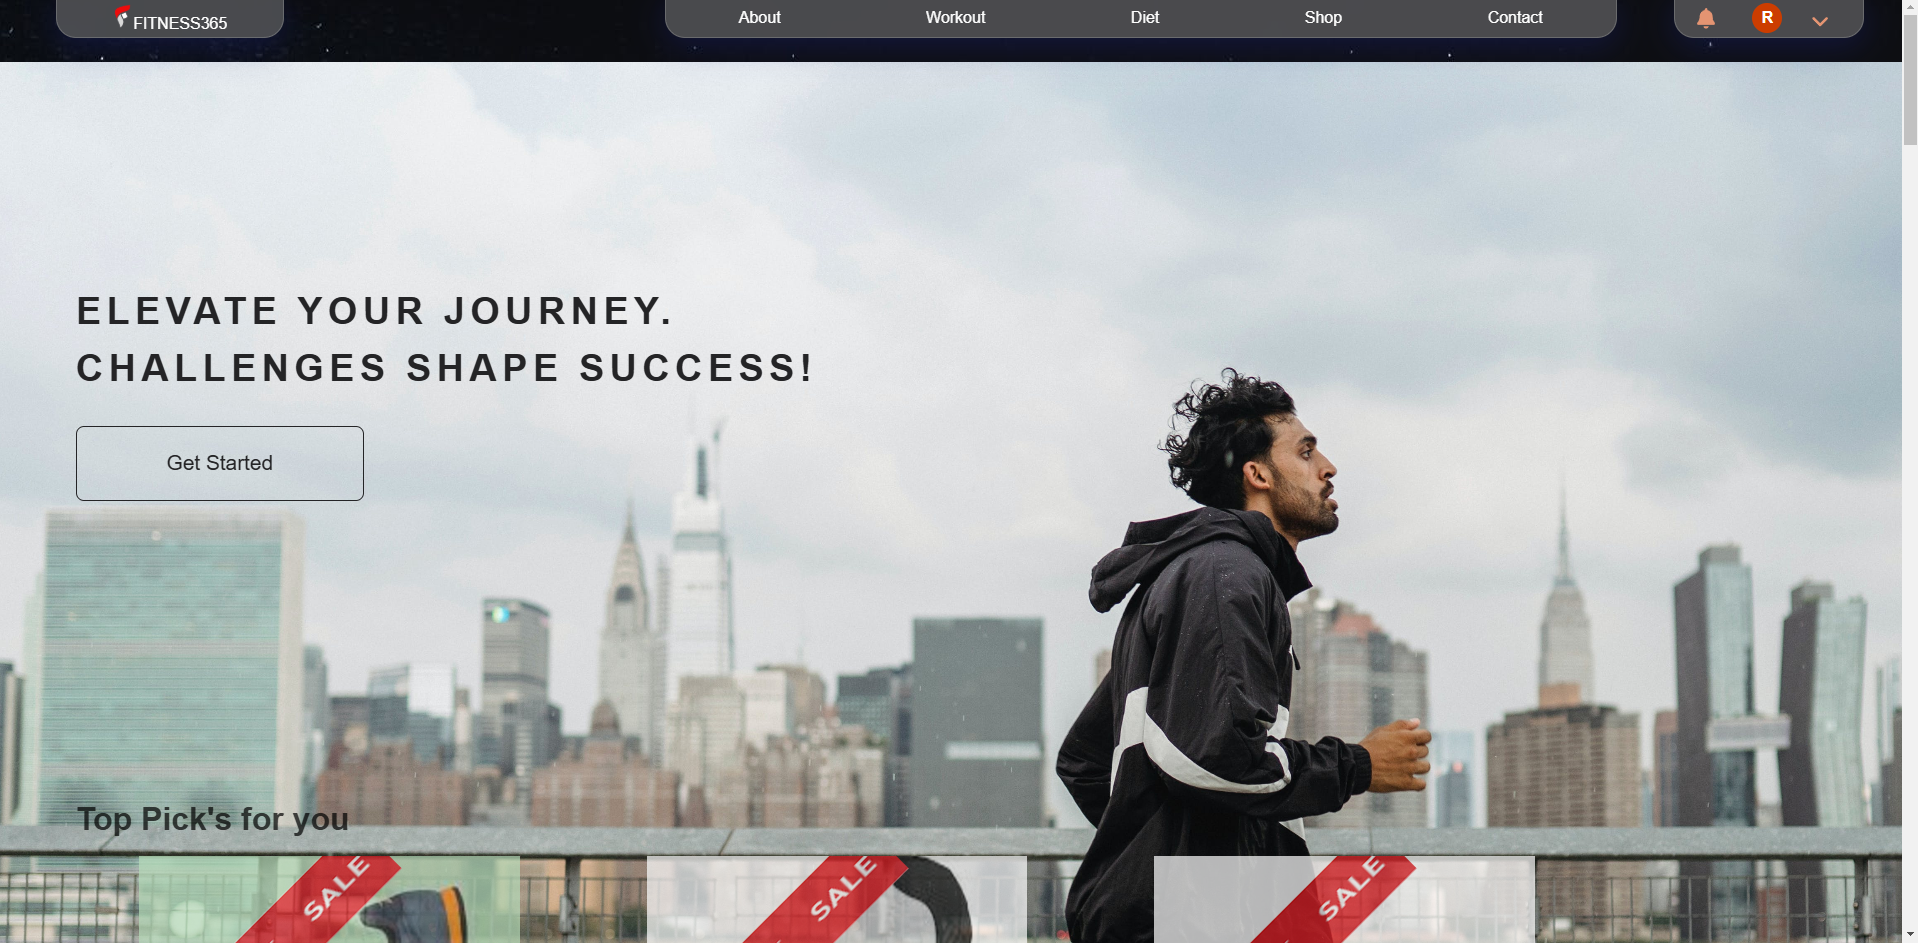 FITNESS365
About
Workout
Diet
Shop
Contact
R
ELEVATE YOUR JOURNEY.
CHALLENGES SHAPE SUCCESS!
Get Started
Top Pick's for you
SALE
SALE
SALE